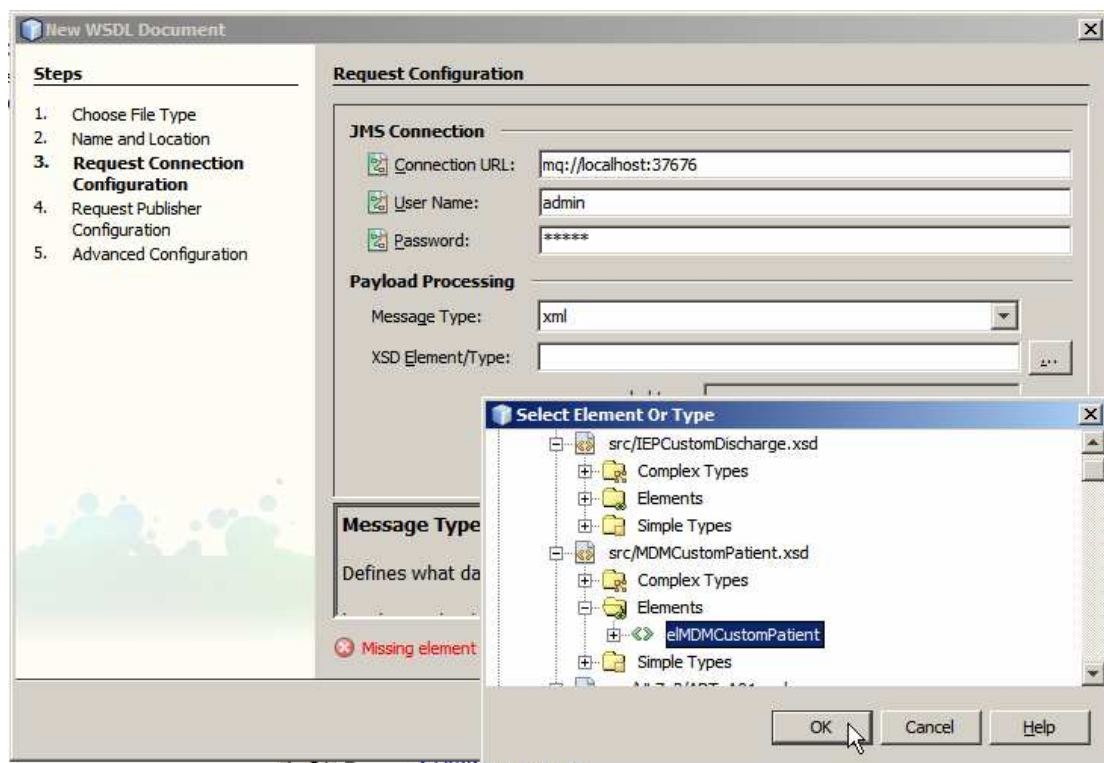 New WSDL Document
Steps
1. Choose File Type
2. Name and Location
3. Request Connection
Configuration
4. Request Publisher
Configuration
5. Advanced Configuration
Request Configuration
JMS Connection
Connection URL: mq://localhost:37676
User Name: admin
Password: *****
Payload Processing
Message Type: xml
XSD Element/Type: ...
Message Type
Defines what da
Missing element
Select Element Or Type
src/IEPCustomDischarge.xsd
Complex Types
Elements
Simple Types
src/MDMCustomPatient.xsd
Complex Types
Elements
elMDMCustomPatient
Simple Types
OK Cancel Help